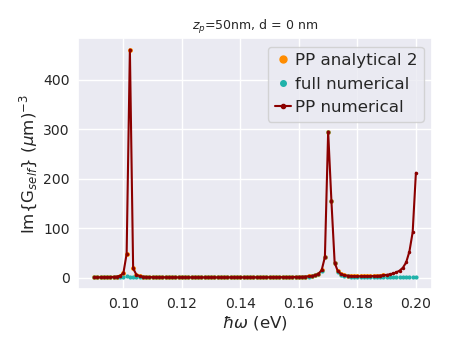 z_p=50nm, d = 0 nm
Im{G_self} (μm)^−3
400
300
200
100
0
PP analytical 2
full numerical
PP numerical
0.10 0.12 0.14 0.16 0.18 0.20
ħω (eV)